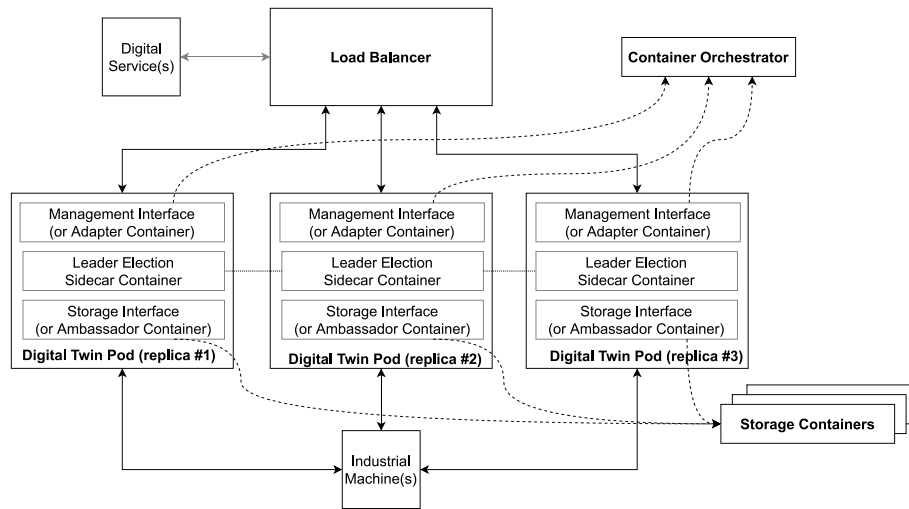 Digital
Service(s)
Load Balancer
Container Orchestrator
Management Interface
(or Adapter Container)
Leader Election
Sidecar Container
Storage Interface
(or Ambassador Container)
Digital Twin Pod (replica #1)
Management Interface
(or Adapter Container)
Leader Election
Sidecar Container
Storage Interface
(or Ambassador Container)
Digital Twin Pod (replica #2)
Management Interface
(or Adapter Container)
Leader Election
Sidecar Container
Storage Interface
(or Ambassador Container)
Digital Twin Pod (replica #3)
Storage Containers
Industrial
Machine(s)